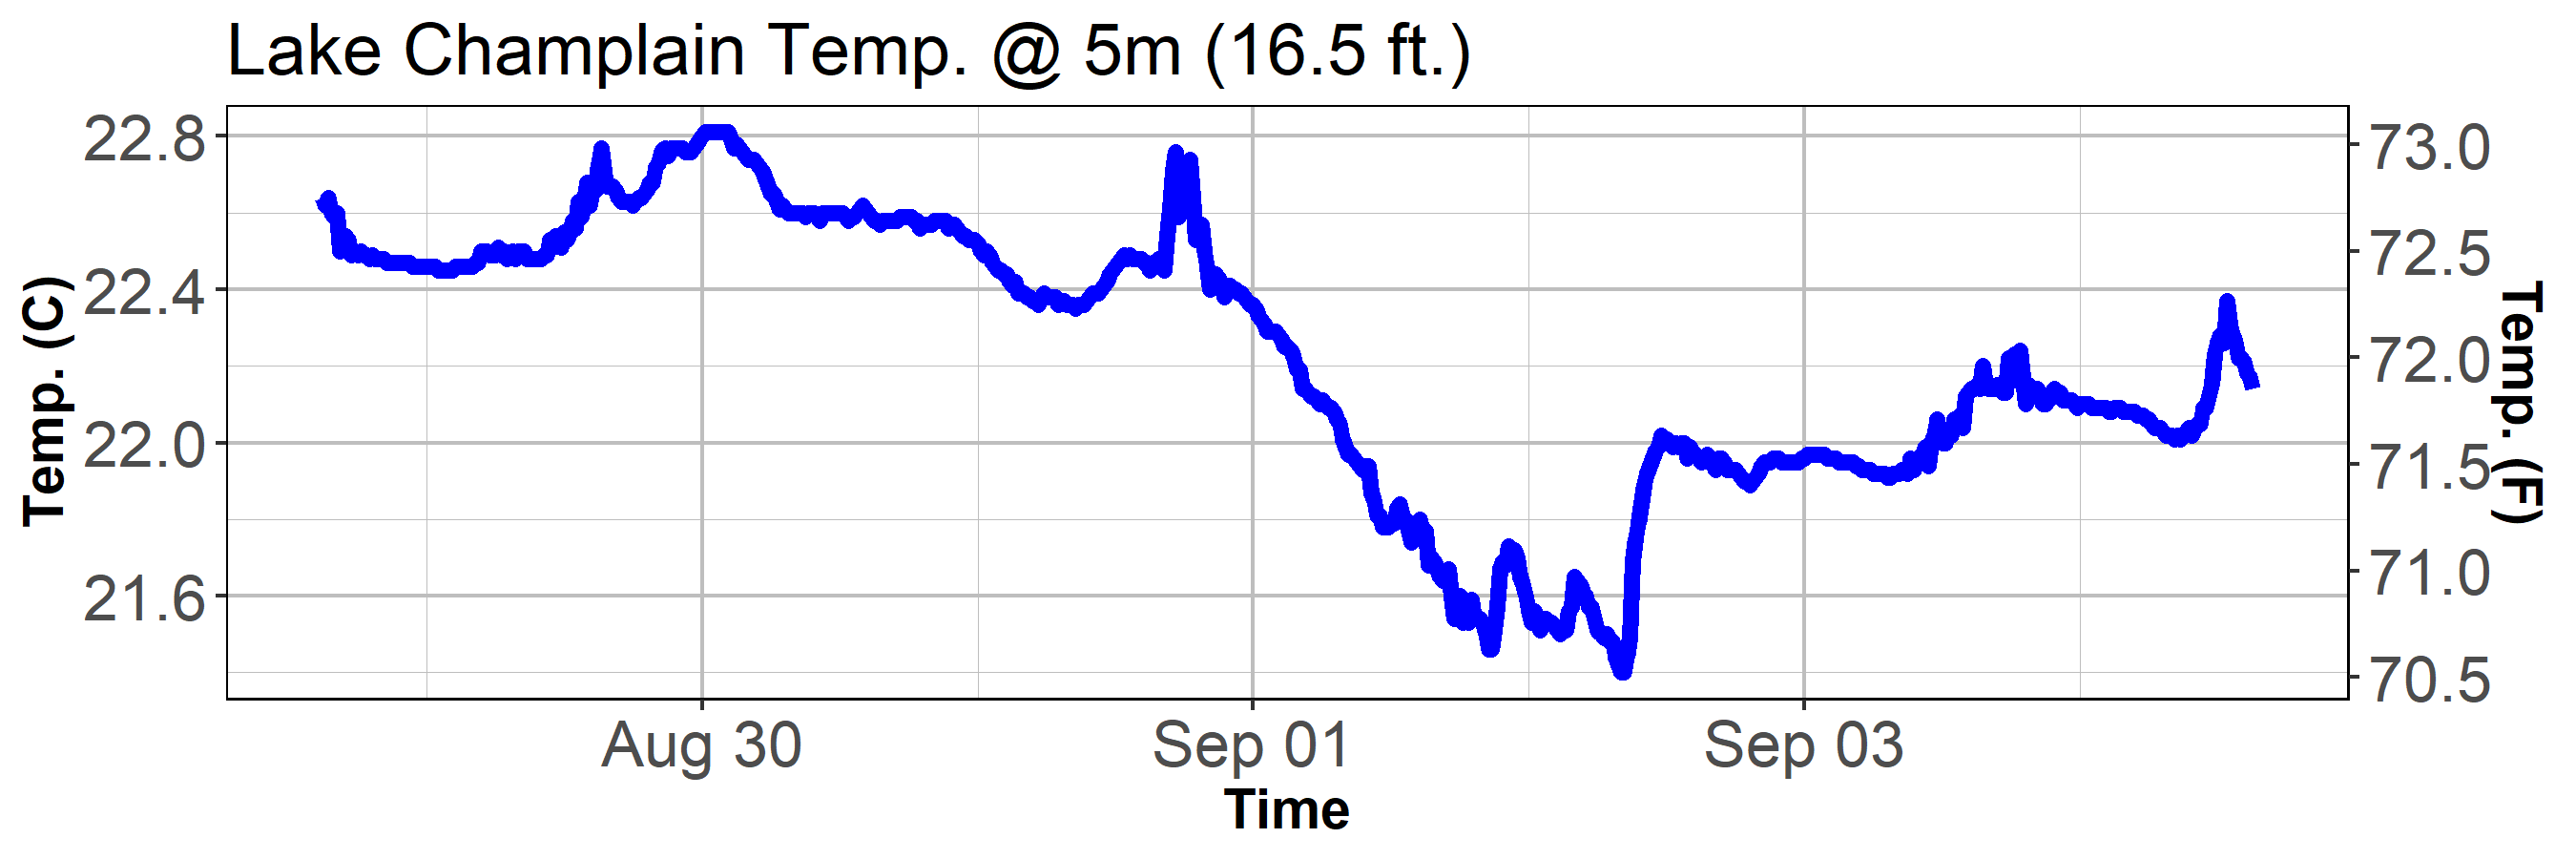 Lake Champlain Temp. @ 5m (16.5 ft.)
Temp. (C)
22.8
22.4
22.0
21.6
73.0
72.5
72.0
71.5
71.0
70.5
Temp. (F)
Aug 30
Sep 01
Sep 03
Time